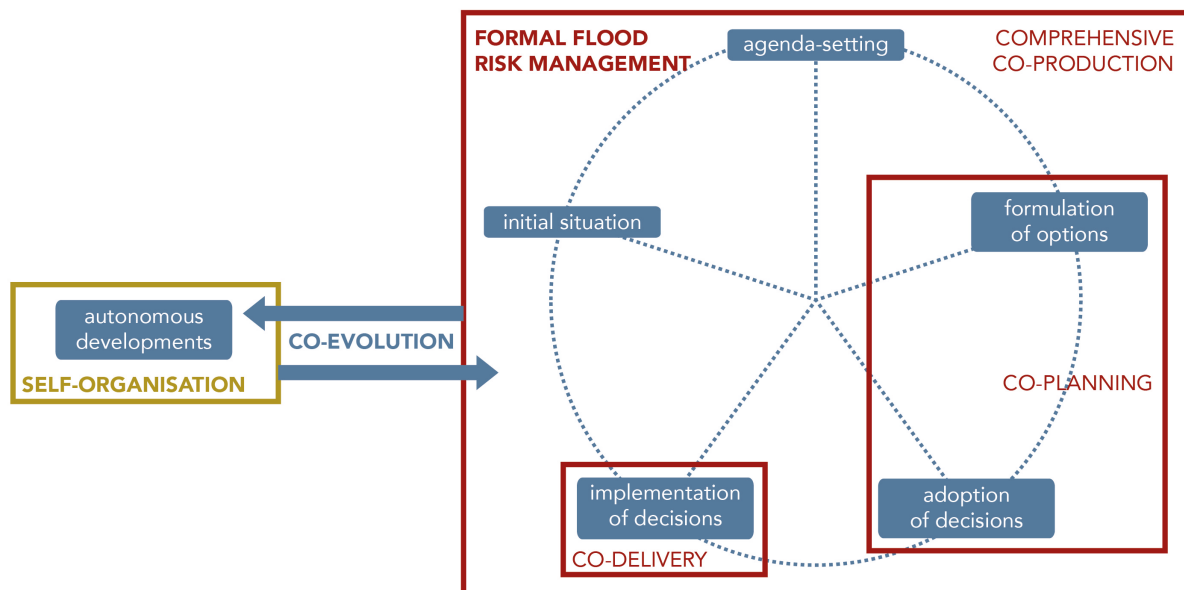 FORMAL FLOOD
RISK MANAGEMENT
agenda-setting
COMPREHENSIVE
CO-PRODUCTION
initial situation
formulation
of options
autonomous
developments
SELF-ORGANISATION
CO-EVOLUTION
CO-PLANNING
implementation
of decisions
CO-DELIVERY
adoption
of decisions